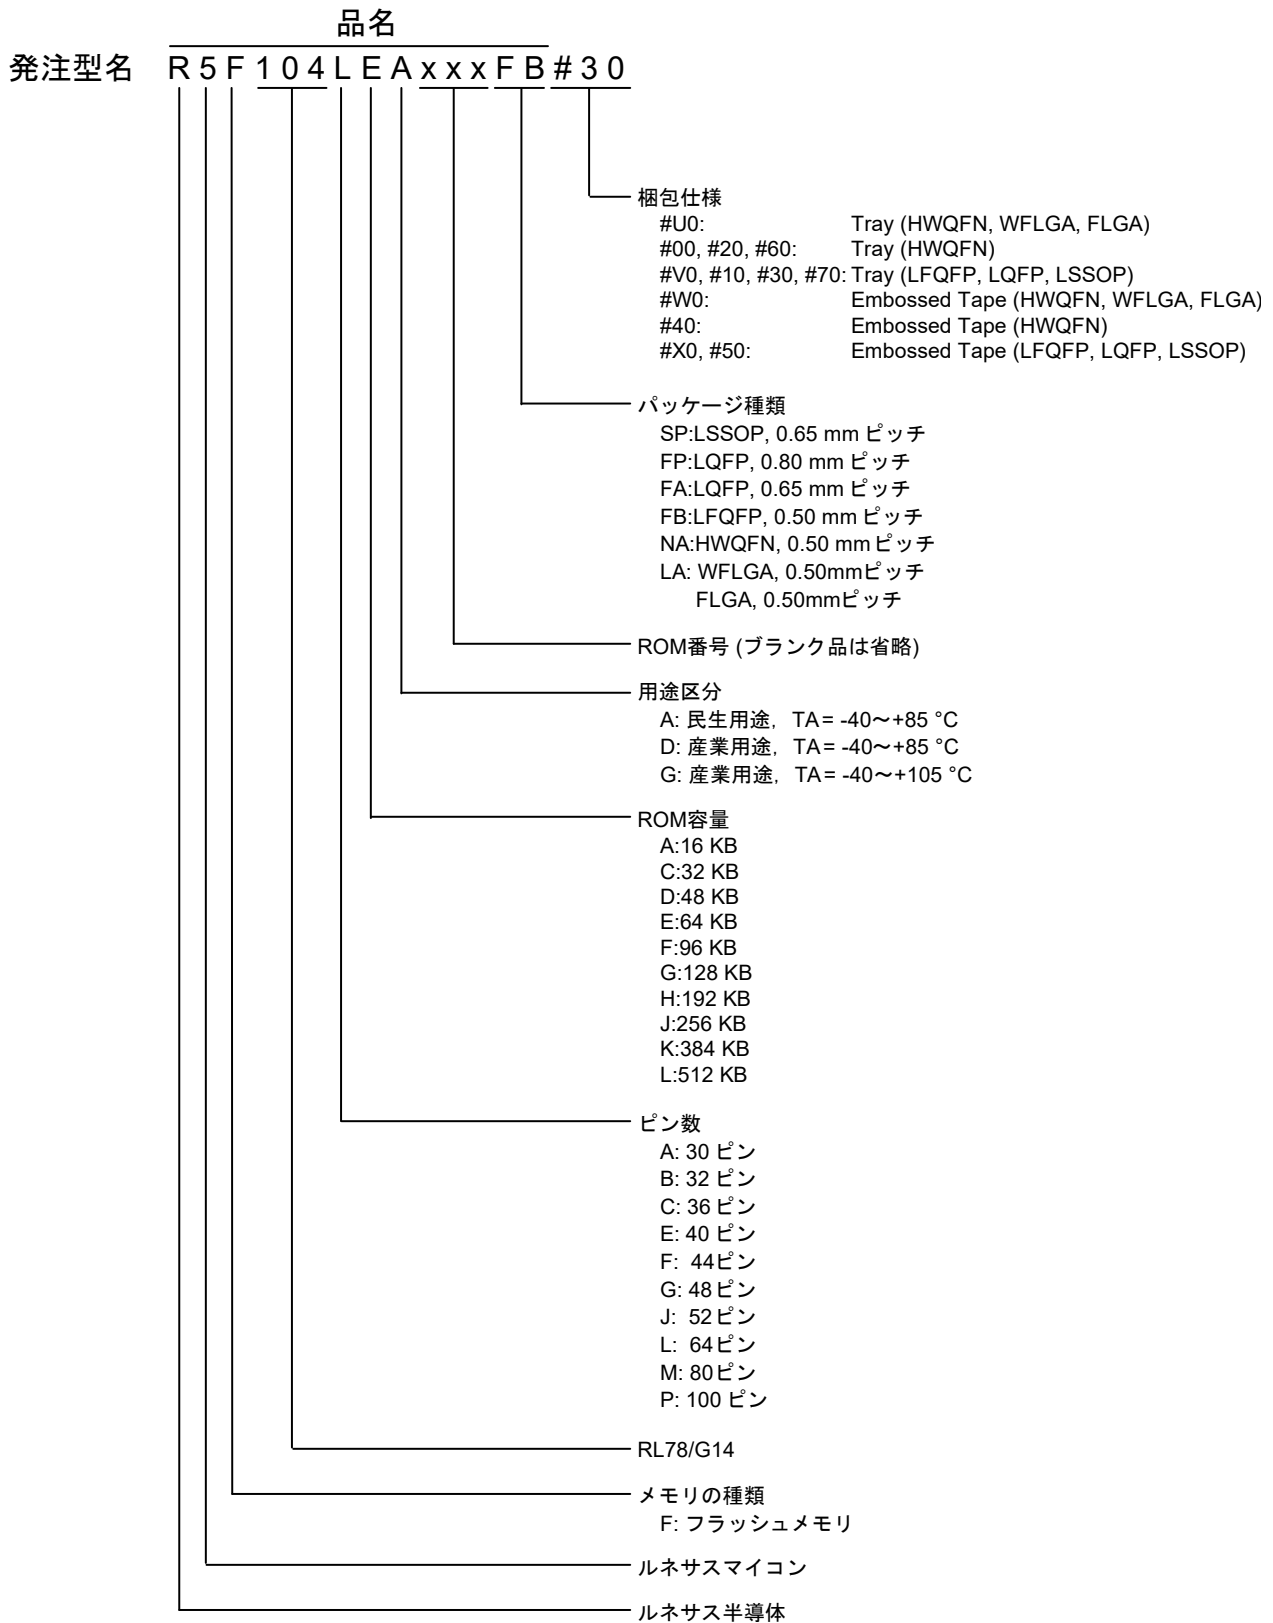 品名
発注型名 R 5 F 1 0 4 L E A x x x F B # 3 0
梱包仕様
#U0: Tray (HWQFN, WFLGA, FLGA)
#00, #20, #60: Tray (HWQFN)
#V0, #10, #30, #70: Tray (LFQFP, LQFP, LSSOP)
#W0: Embossed Tape (HWQFN, WFLGA, FLGA)
#40: Embossed Tape (HWQFN)
#X0, #50: Embossed Tape (LFQFP, LQFP, LSSOP)
パッケージ種類
SP:LSSOP, 0.65 mm ピッチ
FP:LQFP, 0.80 mm ピッチ
FA:LQFP, 0.65 mm ピッチ
FB:LFQFP, 0.50 mm ピッチ
NA:HWQFN, 0.50 mm ピッチ
LA: WFLGA, 0.50mmピッチ
FLGA, 0.50mmピッチ
ROM番号 (ブランク品は省略)
用途区分
A: 民生用途, TA = -40～+85 °C
D: 産業用途, TA = -40～+85 °C
G: 産業用途, TA = -40～+105 °C
ROM容量
A:16 KB
C:32 KB
D:48 KB
E:64 KB
F:96 KB
G:128 KB
H:192 KB
J:256 KB
K:384 KB
L:512 KB
ピン数
A: 30 ピン
B: 32 ピン
C: 36 ピン
E: 40 ピン
F: 44ピン
G: 48ピン
J: 52ピン
L: 64ピン
M: 80ピン
P: 100 ピン
RL78/G14
メモリの種類
F: フラッシュメモリ
ルネサスマイコン
ルネサス半導体